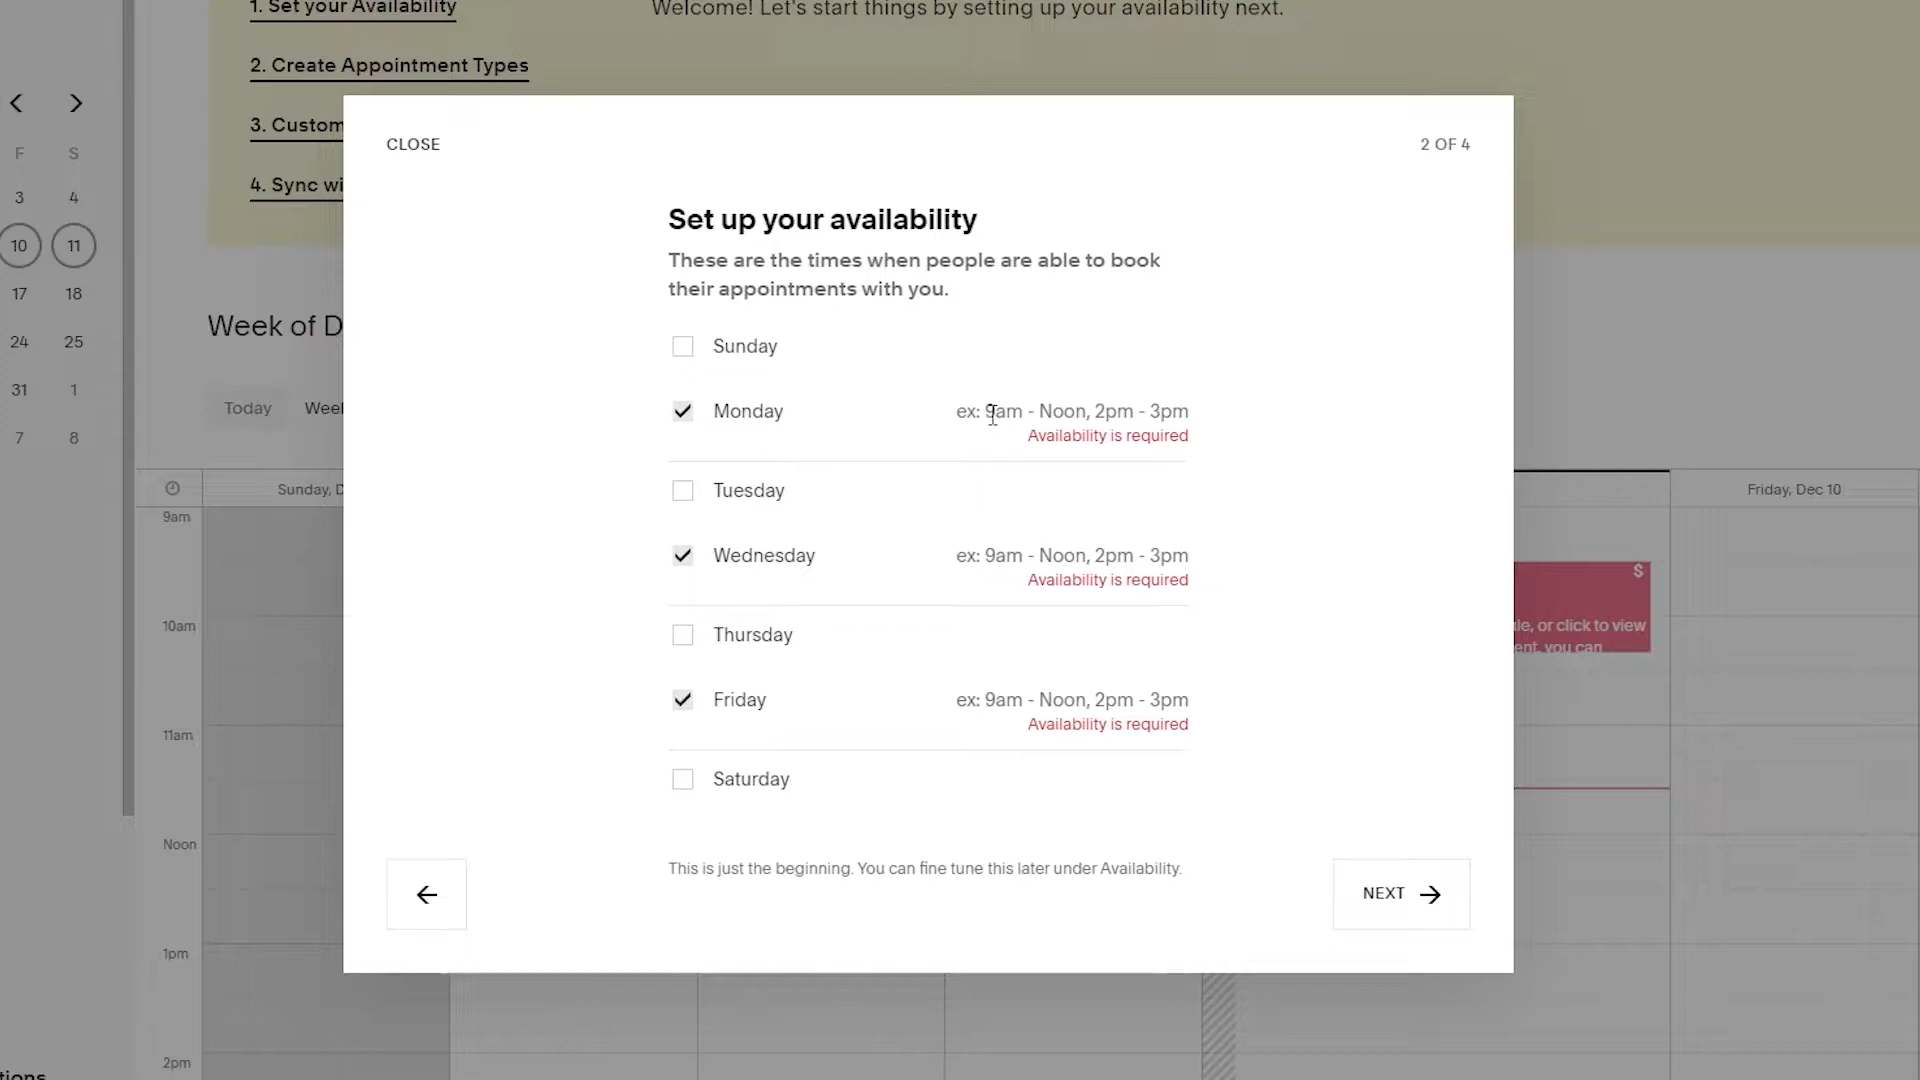 1. Set your Availability
Welcome! Let's start things by setting up your availability next.
2. Create Appointment Types
3. Custom
4. Sync wi
F S
3 4
10 11
17 18
24 25
31 1
7 8
Week of D
Today Week
CLOSE
2 OF 4
Set up your availability
These are the times when people are able to book
their appointments with you.
Sunday
Monday ex: 9am - Noon, 2pm - 3pm
Availability is required
Tuesday
Wednesday ex: 9am - Noon, 2pm - 3pm
Availability is required
Thursday
Friday ex: 9am - Noon, 2pm - 3pm
Availability is required
Saturday
This is just the beginning. You can fine tune this later under Availability.
NEXT
Sunday, D
Friday, Dec 10
9am
10am
11am
Noon
1pm
2pm
$
le, or click to view
ent, you can
tions